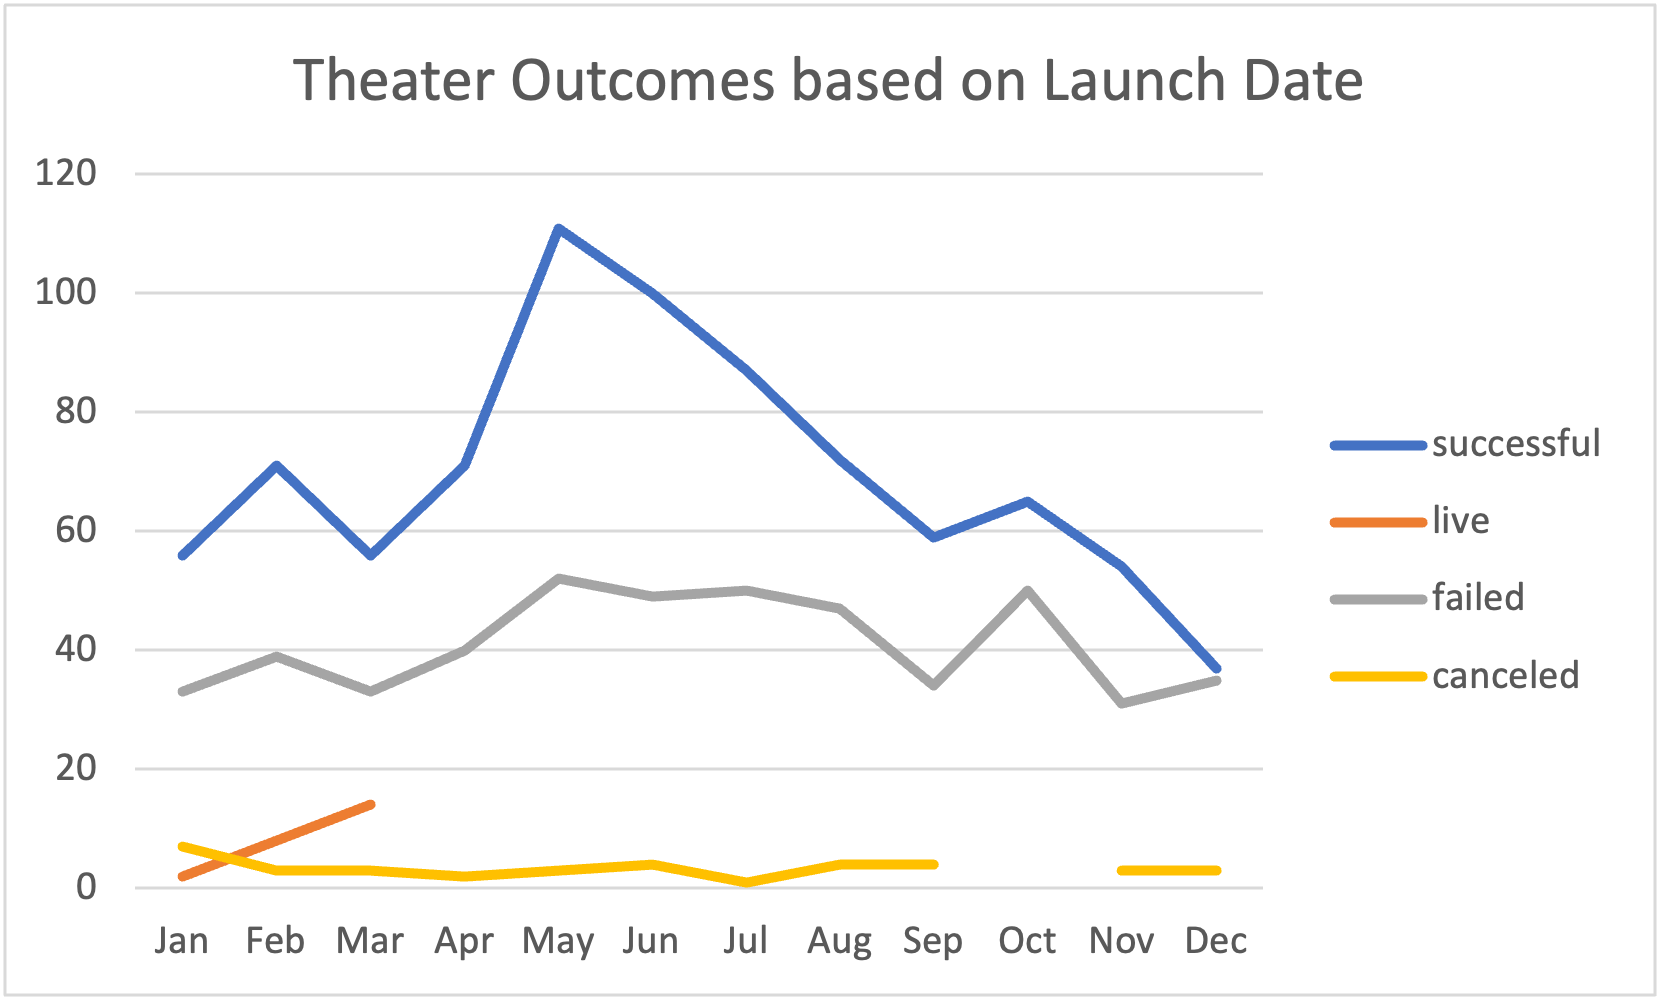 Theater Outcomes based on Launch Date
120
100
80
60
40
20
0
Jan Feb Mar Apr May Jun Jul Aug Sep Oct Nov Dec
successful
live
failed
canceled